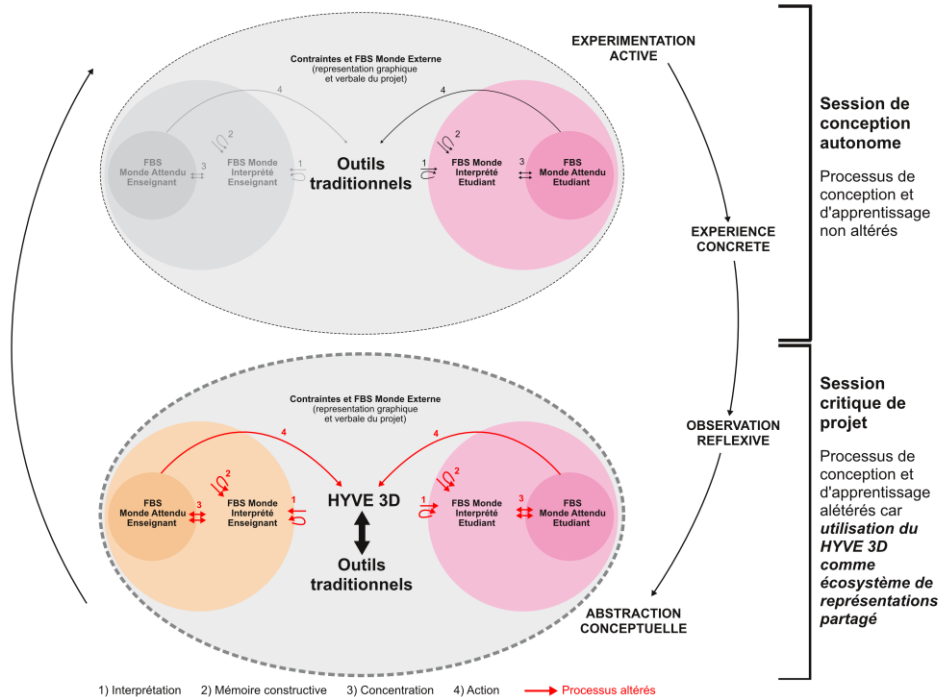 Contraintes et FBS Monde Externe
(representation graphique
et verbale du projet)
4
4
2
2
FBS
Monde Attendu
Enseignant
3
FBS Monde
Interprété
Enseignant
1
Outils
traditionnels
1
FBS Monde
Interprété
Etudiant
3
FBS
Monde Attendu
Etudiant
EXPERIMENTATION
ACTIVE
EXPERIENCE
CONCRETE
Session de
conception
autonome
Processus de
conception et
d'apprentissage
non altérés
Contraintes et FBS Monde Externe
(representation graphique
et verbale du projet)
4
4
2
2
FBS
Monde Attendu
Enseignant
3
FBS Monde
Interprété
Enseignant
1
HYVE 3D
Outils
traditionnels
1
FBS Monde
Interprété
Etudiant
3
FBS
Monde Attendu
Etudiant
OBSERVATION
REFLEXIVE
ABSTRACTION
CONCEPTUELLE
Session
critique de
projet
Processus de
conception et
d'apprentissage
alétérés car
utilisation du
HYVE 3D
comme
écosystème de
représentations
partagé
1) Interprétation 2) Mémoire constructive 3) Concentration 4) Action Processus altérés